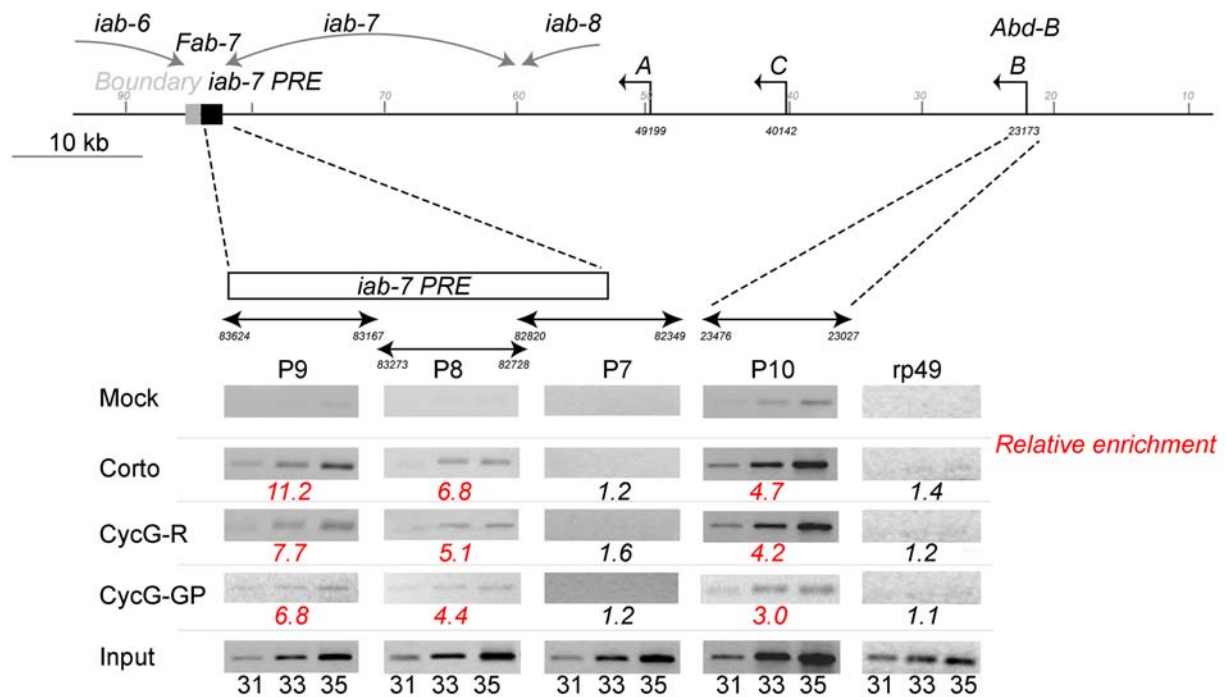 iab-6 iab-7 iab-8 Abd-B
Fab-7
Boundary iab-7 PRE A C B
90 70 60 50 40 30 20 10
49199 40142 23173
10 kb
iab-7 PRE
83624 83167 82820 82349 23476 23027
83273 82728
P9 P8 P7 P10 rp49
Mock
Relative enrichment
Corto
11.2 6.8 1.2 4.7 1.4
CycG-R
7.7 5.1 1.6 4.2 1.2
CycG-GP
6.8 4.4 1.2 3.0 1.1
Input
31 33 35 31 33 35 31 33 35 31 33 35 31 33 35